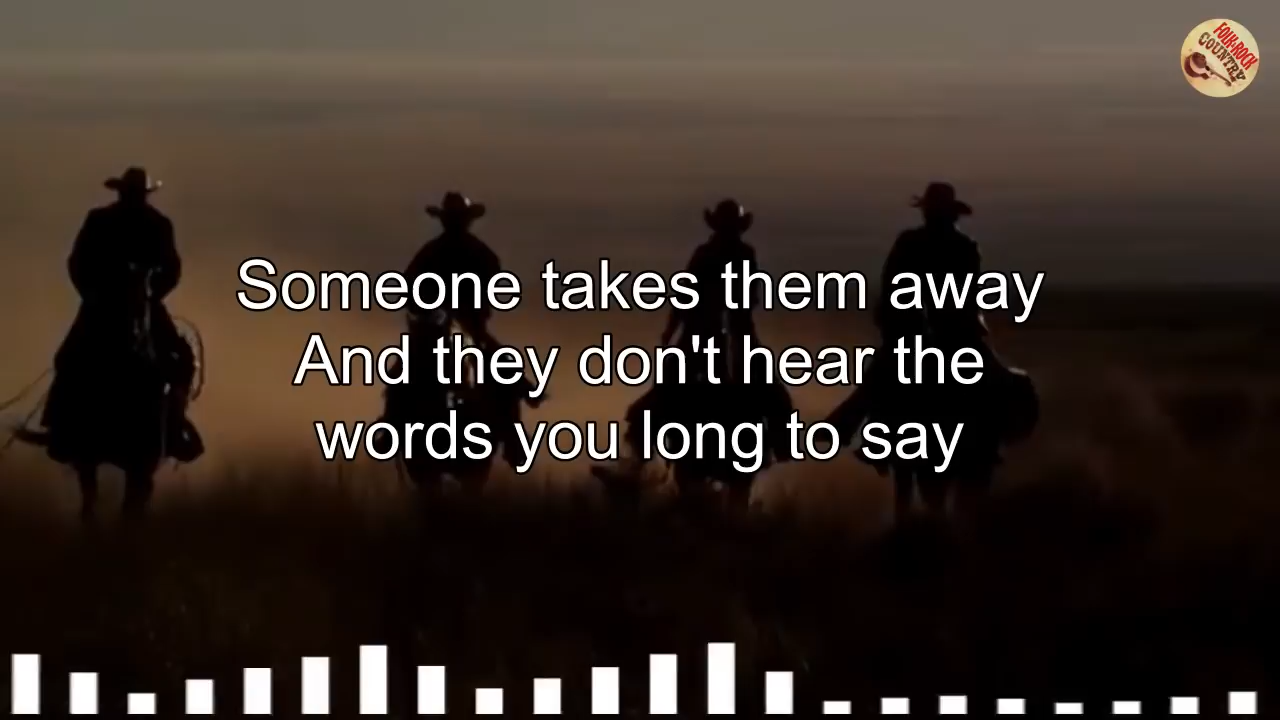 FOLK-ROCK
COUNTRY
Someone takes them away
And they don't hear the
words you long to say